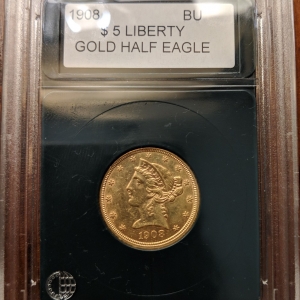 1908 BU
$ 5 LIBERTY
GOLD HALF EAGLE
1908